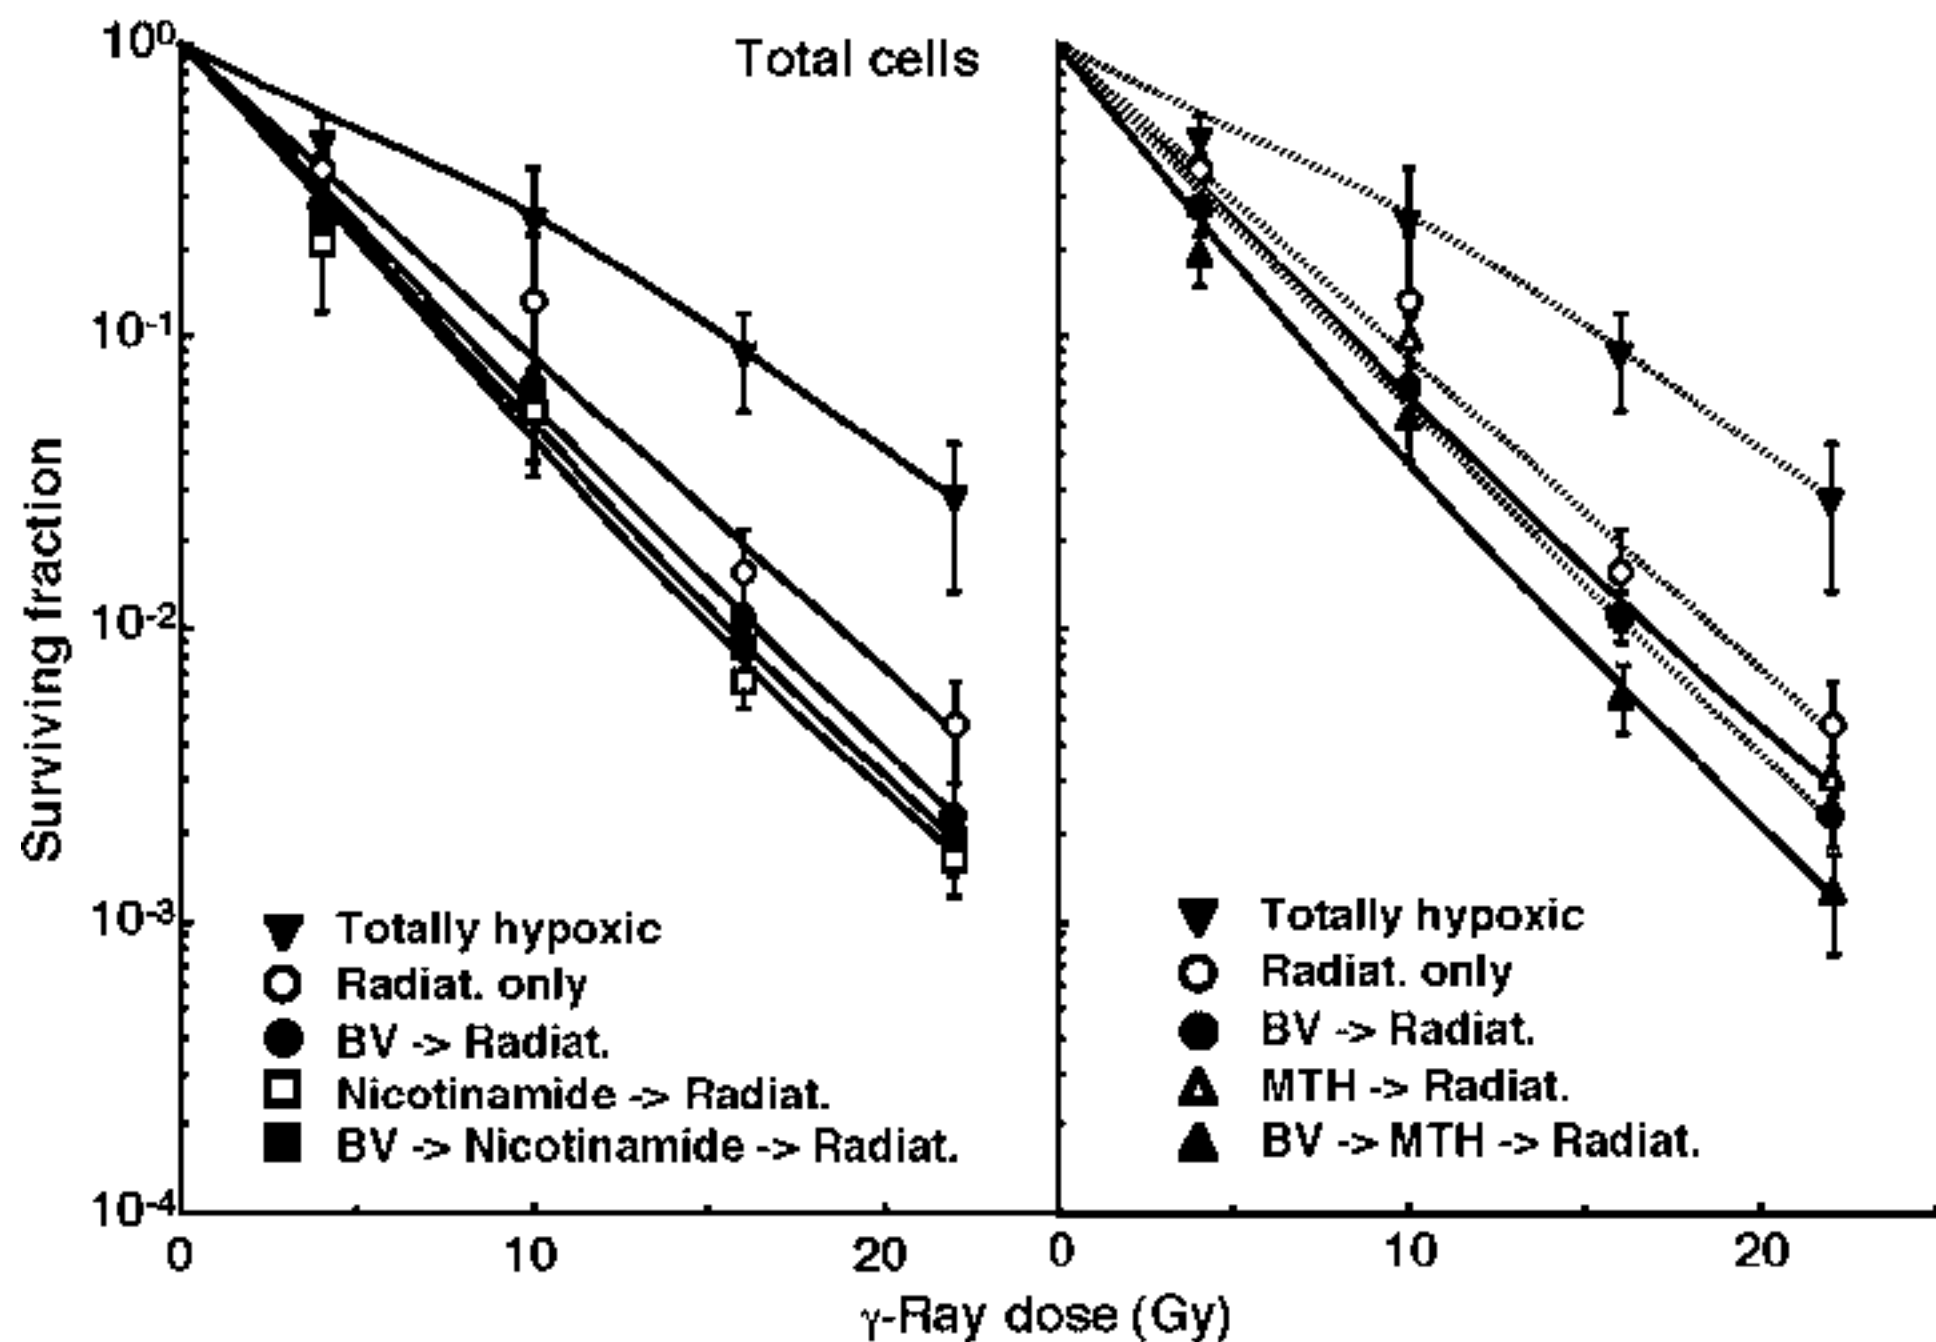 Total cells
Surviving fraction
10⁰
10⁻¹
10⁻²
10⁻³
10⁻⁴
Totally hypoxic
Radiat. only
BV -> Radiat.
Nicotinamide -> Radiat.
BV -> Nicotinamide -> Radiat.
0
10
20
Totally hypoxic
Radiat. only
BV -> Radiat.
MTH -> Radiat.
BV -> MTH -> Radiat.
0
10
20
γ-Ray dose (Gy)